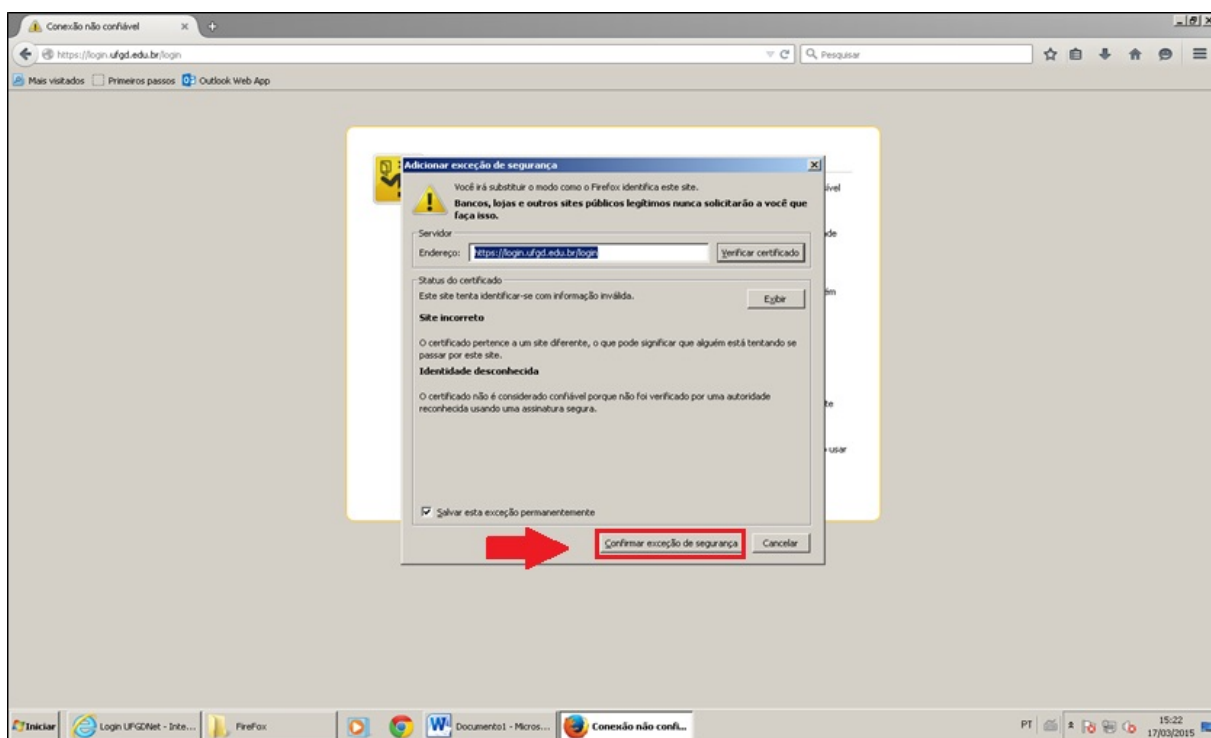 Conexão não confiável
https://login.ufgd.edu.br/login
Pesquisar
Mais visitados Primeiros passos Outlook Web App
Adicionar exceção de segurança
Você irá substituir o modo como o Firefox identifica este site.
Bancos, lojas e outros sites públicos legítimos nunca solicitarão a você que
faça isso.
Servidor
Endereço: https://login.ufgd.edu.br/login Verificar certificado
Status do certificado
Este site tenta identificar-se com informação inválida. Exibir
Site incorreto
O certificado pertence a um site diferente, o que pode significar que alguém está tentando se
passar por este site.
Identidade desconhecida
O certificado não é considerado confiável porque não foi verificado por uma autoridade
reconhecida usando uma assinatura segura.
usar
Salvar esta exceção permanentemente
Confirmar exceção de segurança Cancelar
Iniciar Login UFGDNet - Inte... FireFox Documento1 - Micros... Conexão não confi... PT 15:22
17/03/2015